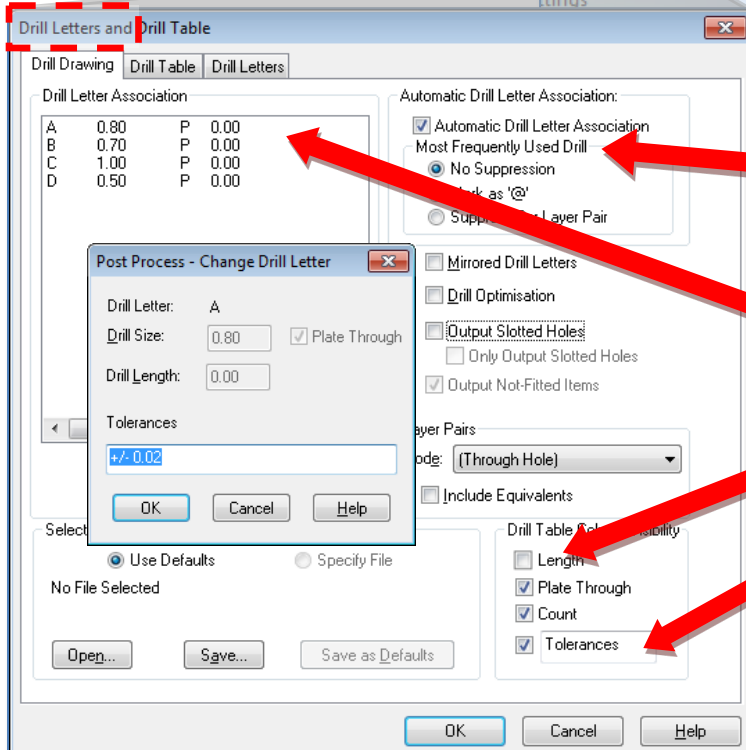 Drill Letters and Drill Table
Drill Drawing Drill Table Drill Letters
Drill Letter Association
A 0.80 P 0.00
B 0.70 P 0.00
C 1.00 P 0.00
D 0.50 P 0.00
Automatic Drill Letter Association:
Automatic Drill Letter Association
Most Frequently Used Drill
No Suppression
as '@'
Layer Pair
Mirrored Drill Letters
Drill Optimisation
Output Slotted Holes
Only Output Slotted Holes
Output Not-Fitted Items
Post Process - Change Drill Letter
Drill Letter: A
Drill Size: 0.80 Plate Through
Drill Length: 0.00
Tolerances
+/- 0.02
OK Cancel Help
Pairs
(Through Hole)
Include Equivalents
Use Defaults Specify File
No File Selected
Open... Save... Save as Defaults
Drill Table
Length
Plate Through
Count
Tolerances
OK Cancel Help